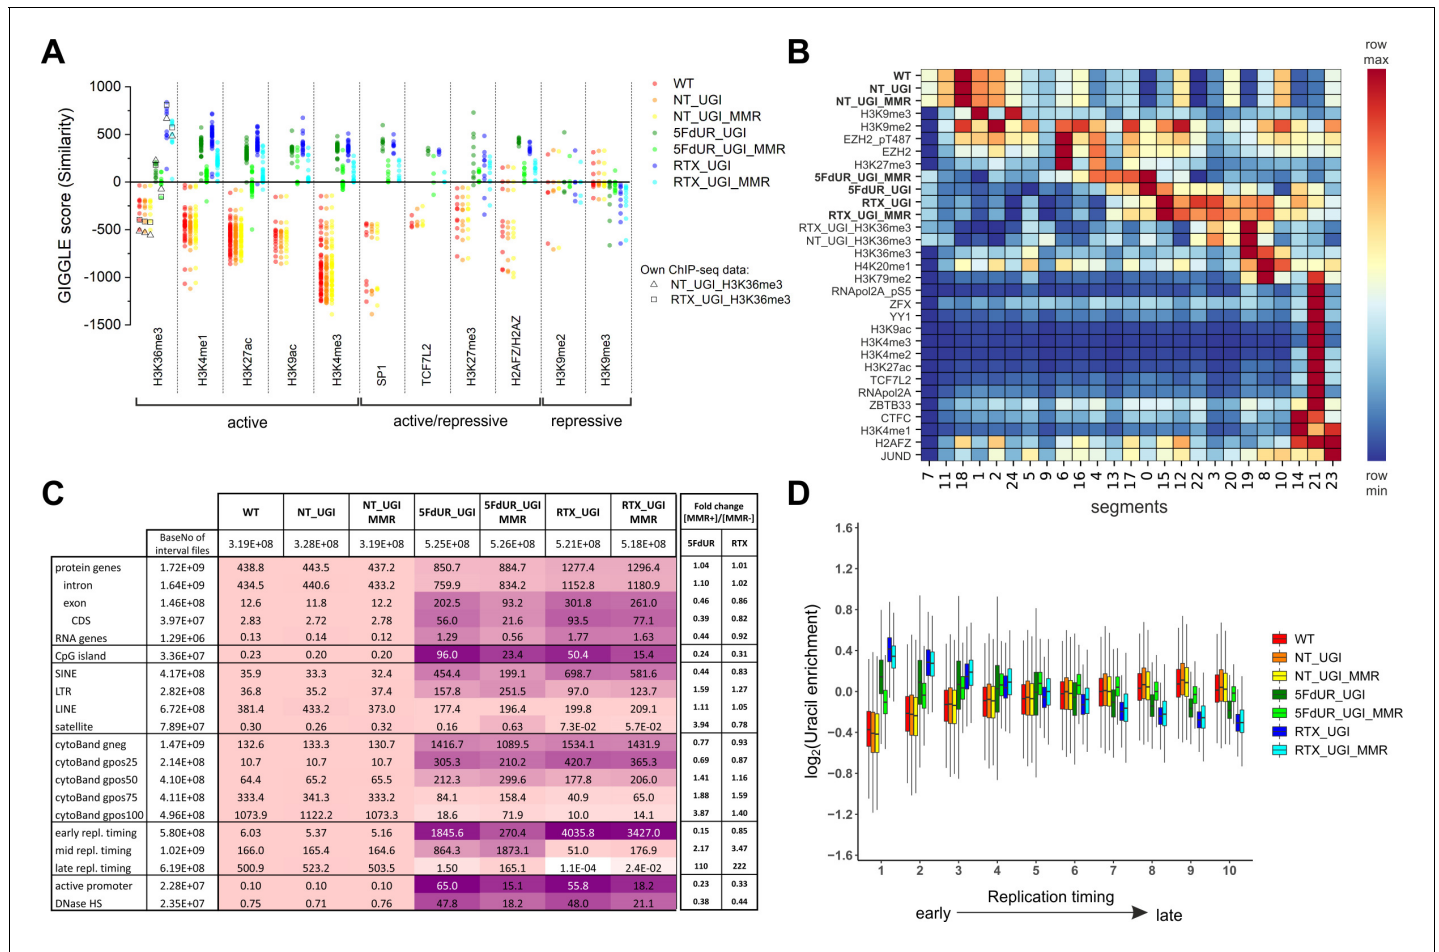 A
GIGGLE score (Similarity)
1000
500
0
-500
-1000
-1500
WT
NT_UGI
NT_UGI_MMR
5FdUR_UGI
5FdUR_UGI_MMR
RTX_UGI
RTX_UGI_MMR
Own ChIP-seq data:
NT_UGI_H3K36me3
RTX_UGI_H3K36me3
H3K36me3
H3K4me1
H3K27ac
H3K9ac
H3K4me3
SP1
TCF7L2
H3K27me3
H2AFZ/H2AZ
H3K9me2
H3K9me3
active
active/repressive
repressive
B
row
max
WT
NT_UGI
NT_UGI_MMR
H3K9me3
H3K9me2
EZH2_pT487
EZH2
H3K27me3
5FdUR_UGI_MMR
5FdUR_UGI
RTX_UGI
RTX_UGI_MMR
RTX_UGI_H3K36me3
NT_UGI_H3K36me3
H3K36me3
H4K20me1
H3K79me2
RNApol2A_pS5
ZFX
YY1
H3K9ac
H3K4me3
H3K4me2
H3K27ac
TCF7L2
RNApol2A
ZBTB33
CTFC
H3K4me1
H2AFZ
JUND
7 11 18 1 2 24 5 9 6 16 4 13 17 0 15 12 22 3 20 19 8 10 14 21 23
segments
row
min
C
WT NT_UGI NT_UGI MMR 5FdUR_UGI 5FdUR_UGI MMR RTX_UGI RTX_UGI MMR Fold change [MMR+]/[MMR-]
BaseNo of interval files 3.19E+08 3.28E+08 3.19E+08 5.25E+08 5.26E+08 5.21E+08 5.18E+08 5FdUR RTX
protein genes 1.72E+09 438.8 443.5 437.2 850.7 884.7 1277.4 1296.4 1.04 1.01
intron 1.64E+09 434.5 440.6 433.2 759.9 834.2 1152.8 1180.9 1.10 1.02
exon 1.46E+08 12.6 11.8 12.2 202.5 93.2 301.8 261.0 0.46 0.86
CDS 3.97E+07 2.83 2.72 2.78 56.0 21.6 93.5 77.1 0.39 0.82
RNA genes 1.29E+06 0.13 0.14 0.12 1.29 0.56 1.77 1.63 0.44 0.92
CpG island 3.36E+07 0.23 0.20 0.20 96.0 23.4 50.4 15.4 0.24 0.31
SINE 4.17E+08 35.9 33.3 32.4 454.4 199.1 698.7 581.6 0.44 0.83
LTR 2.82E+08 36.8 35.2 37.4 157.8 251.5 97.0 123.7 1.59 1.27
LINE 6.72E+08 381.4 433.2 373.0 177.4 196.4 199.8 209.1 1.11 1.05
satellite 7.89E+07 0.30 0.26 0.32 0.16 0.63 7.3E-02 5.7E-02 3.94 0.78
cytoBand gneg 1.47E+09 132.6 133.3 130.7 1416.7 1089.5 1534.1 1431.9 0.77 0.93
cytoBand gpos25 2.14E+08 10.7 10.7 10.7 305.3 210.2 420.7 365.3 0.69 0.87
cytoBand gpos50 4.10E+08 64.4 65.2 65.5 212.3 299.6 177.8 206.0 1.41 1.16
cytoBand gpos75 4.11E+08 333.4 341.3 333.2 84.1 158.4 40.9 65.0 1.88 1.59
cytoBand gpos100 4.96E+08 1073.9 1122.2 1073.3 18.6 71.9 10.0 14.1 3.87 1.40
early repl. timing 5.80E+08 6.03 5.37 5.16 1845.6 270.4 4035.8 3427.0 0.15 0.85
mid repl. timing 1.02E+09 166.0 165.4 164.6 864.3 1873.1 51.0 176.9 2.17 3.47
late repl. timing 6.19E+08 500.9 523.2 503.5 1.50 165.1 1.1E-04 2.4E-02 110 222
active promoter 2.28E+07 0.10 0.10 0.10 65.0 15.1 55.8 18.2 0.23 0.33
DNase HS 2.35E+07 0.75 0.71 0.76 47.8 18.2 48.0 21.1 0.38 0.44
D
log2(Uracil enrichment)
1.6
0.8
0.4
0.0
−0.4
−0.8
−1.2
−1.6
1 2 3 4 5 6 7 8 9 10
Replication timing
early late
WT
NT_UGI
NT_UGI_MMR
5FdUR_UGI
5FdUR_UGI_MMR
RTX_UGI
RTX_UGI_MMR